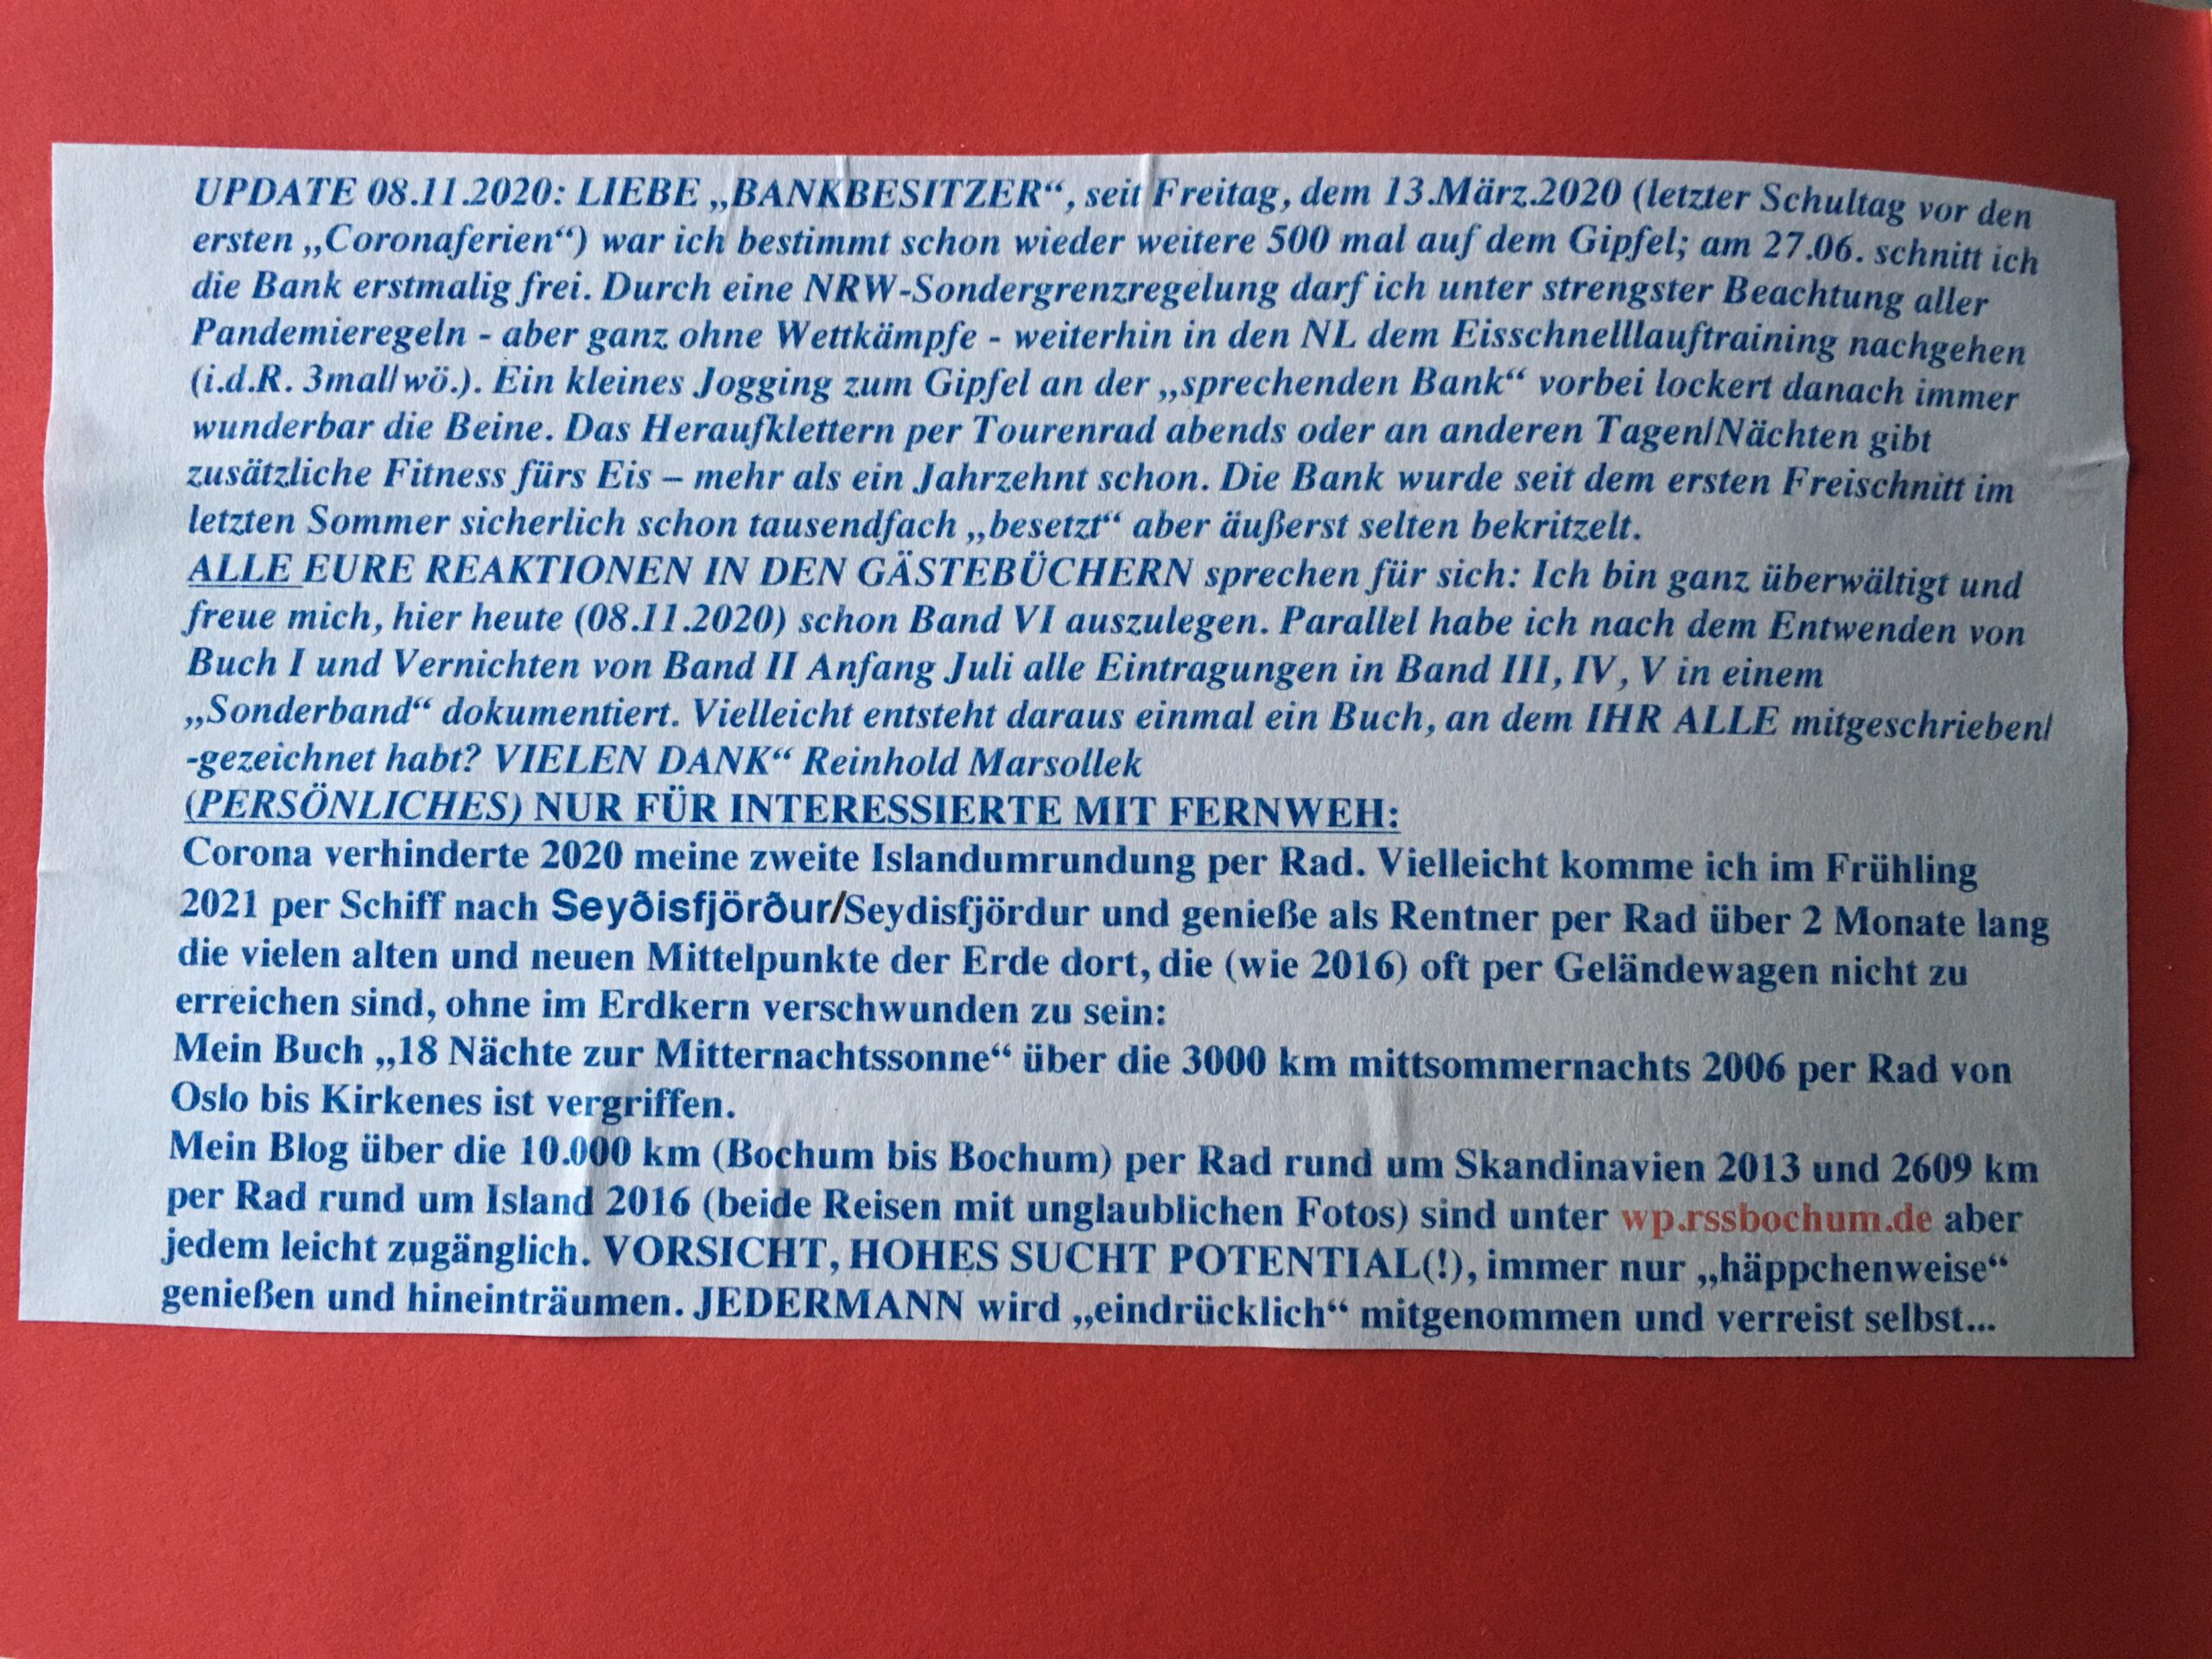 UPDATE 08.11.2020: LIEBE „BANKBESITZER“, seit Freitag, dem 13.März.2020 (letzter Schultag vor den
ersten „Coronaferien“) war ich bestimmt schon wieder weitere 500 mal auf dem Gipfel; am 27.06. schnitt ich
die Bank erstmalig frei. Durch eine NRW-Sondergrenzregelung darf ich unter strengster Beachtung aller
Pandemieregeln - aber ganz ohne Wettkämpfe - weiterhin in den NL dem Eisschnelllauftraining nachgehen
(i.d.R. 3mal/wö.). Ein kleines Jogging zum Gipfel an der „sprechenden Bank“ vorbei lockert danach immer
wunderbar die Beine. Das Heraufklettern per Tourenrad abends oder an anderen Tagen/Nächten gibt
zusätzliche Fitness fürs Eis – mehr als ein Jahrzehnt schon. Die Bank wurde seit dem ersten Freischnitt im
letzten Sommer sicherlich schon tausendfach „besetzt“ aber äußerst selten bekritzelt.
ALLE EURE REAKTIONEN IN DEN GÄSTEBÜCHERN sprechen für sich: Ich bin ganz überwältigt und
freue mich, hier heute (08.11.2020) schon Band VI auszulegen. Parallel habe ich nach dem Entwenden von
Buch I und Vernichten von Band II Anfang Juli alle Eintragungen in Band III, IV, V in einem
„Sonderband“ dokumentiert. Vielleicht entsteht daraus einmal ein Buch, an dem IHR ALLE mitgeschrieben/
-gezeichnet habt? VIELEN DANK“ Reinhold Marsollek
(PERSÖNLICHES) NUR FÜR INTERESSIERTE MIT FERNWEH:
Corona verhinderte 2020 meine zweite Islandumrundung per Rad. Vielleicht komme ich im Frühling
2021 per Schiff nach Seyðisfjörður/Seydisfjördur und genieße als Rentner per Rad über 2 Monate lang
die vielen alten und neuen Mittelpunkte der Erde dort, die (wie 2016) oft per Geländewagen nicht zu
erreichen sind, ohne im Erdkern verschwunden zu sein:
Mein Buch „18 Nächte zur Mitternachtssonne“ über die 3000 km mittsommernachts 2006 per Rad von
Oslo bis Kirkenes ist vergriffen.
Mein Blog über die 10.000 km (Bochum bis Bochum) per Rad rund um Skandinavien 2013 und 2609 km
per Rad rund um Island 2016 (beide Reisen mit unglaublichen Fotos) sind unter wp.rssbochum.de aber
jedem leicht zugänglich. VORSICHT, HOHES SUCHT POTENTIAL(!), immer nur „häppchenweise“
genießen und hineinträumen. JEDERMANN wird „eindrücklich“ mitgenommen und verreist selbst...